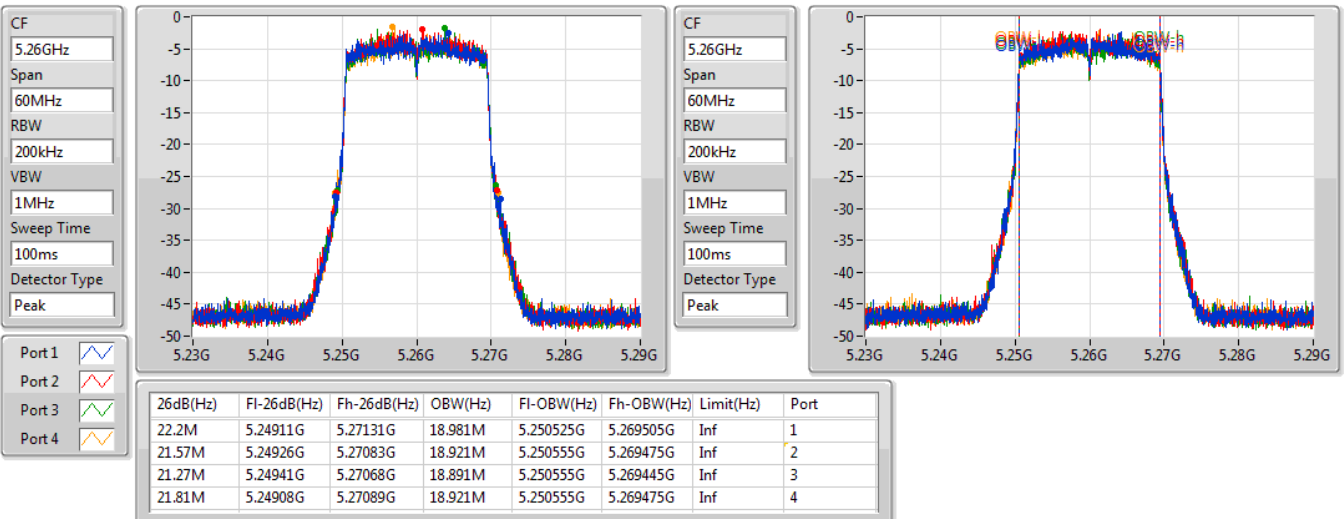 CF
5.26GHz
Span
60MHz
RBW
200kHz
VBW
1MHz
Sweep Time
100ms
Detector Type
Peak
0
-5
-10
-15
-20
-25
-30
-35
-40
-45
-50
5.23G 5.24G 5.25G 5.26G 5.27G 5.28G 5.29G
CF
5.26GHz
Span
60MHz
RBW
200kHz
VBW
1MHz
Sweep Time
100ms
Detector Type
Peak
0
-5
-10
-15
-20
-25
-30
-35
-40
-45
-50
OBW-h
5.23G 5.24G 5.25G 5.26G 5.27G 5.28G 5.29G
Port 1
Port 2
Port 3
Port 4
26dB(Hz) Fl-26dB(Hz) Fh-26dB(Hz) OBW(Hz) Fl-OBW(Hz) Fh-OBW(Hz) Limit(Hz) Port
22.2M 5.24911G 5.27131G 18.981M 5.250525G 5.269505G Inf 1
21.57M 5.24926G 5.27083G 18.921M 5.250555G 5.269475G Inf 2
21.27M 5.24941G 5.27068G 18.891M 5.250555G 5.269445G Inf 3
21.81M 5.24908G 5.27089G 18.921M 5.250555G 5.269475G Inf 4